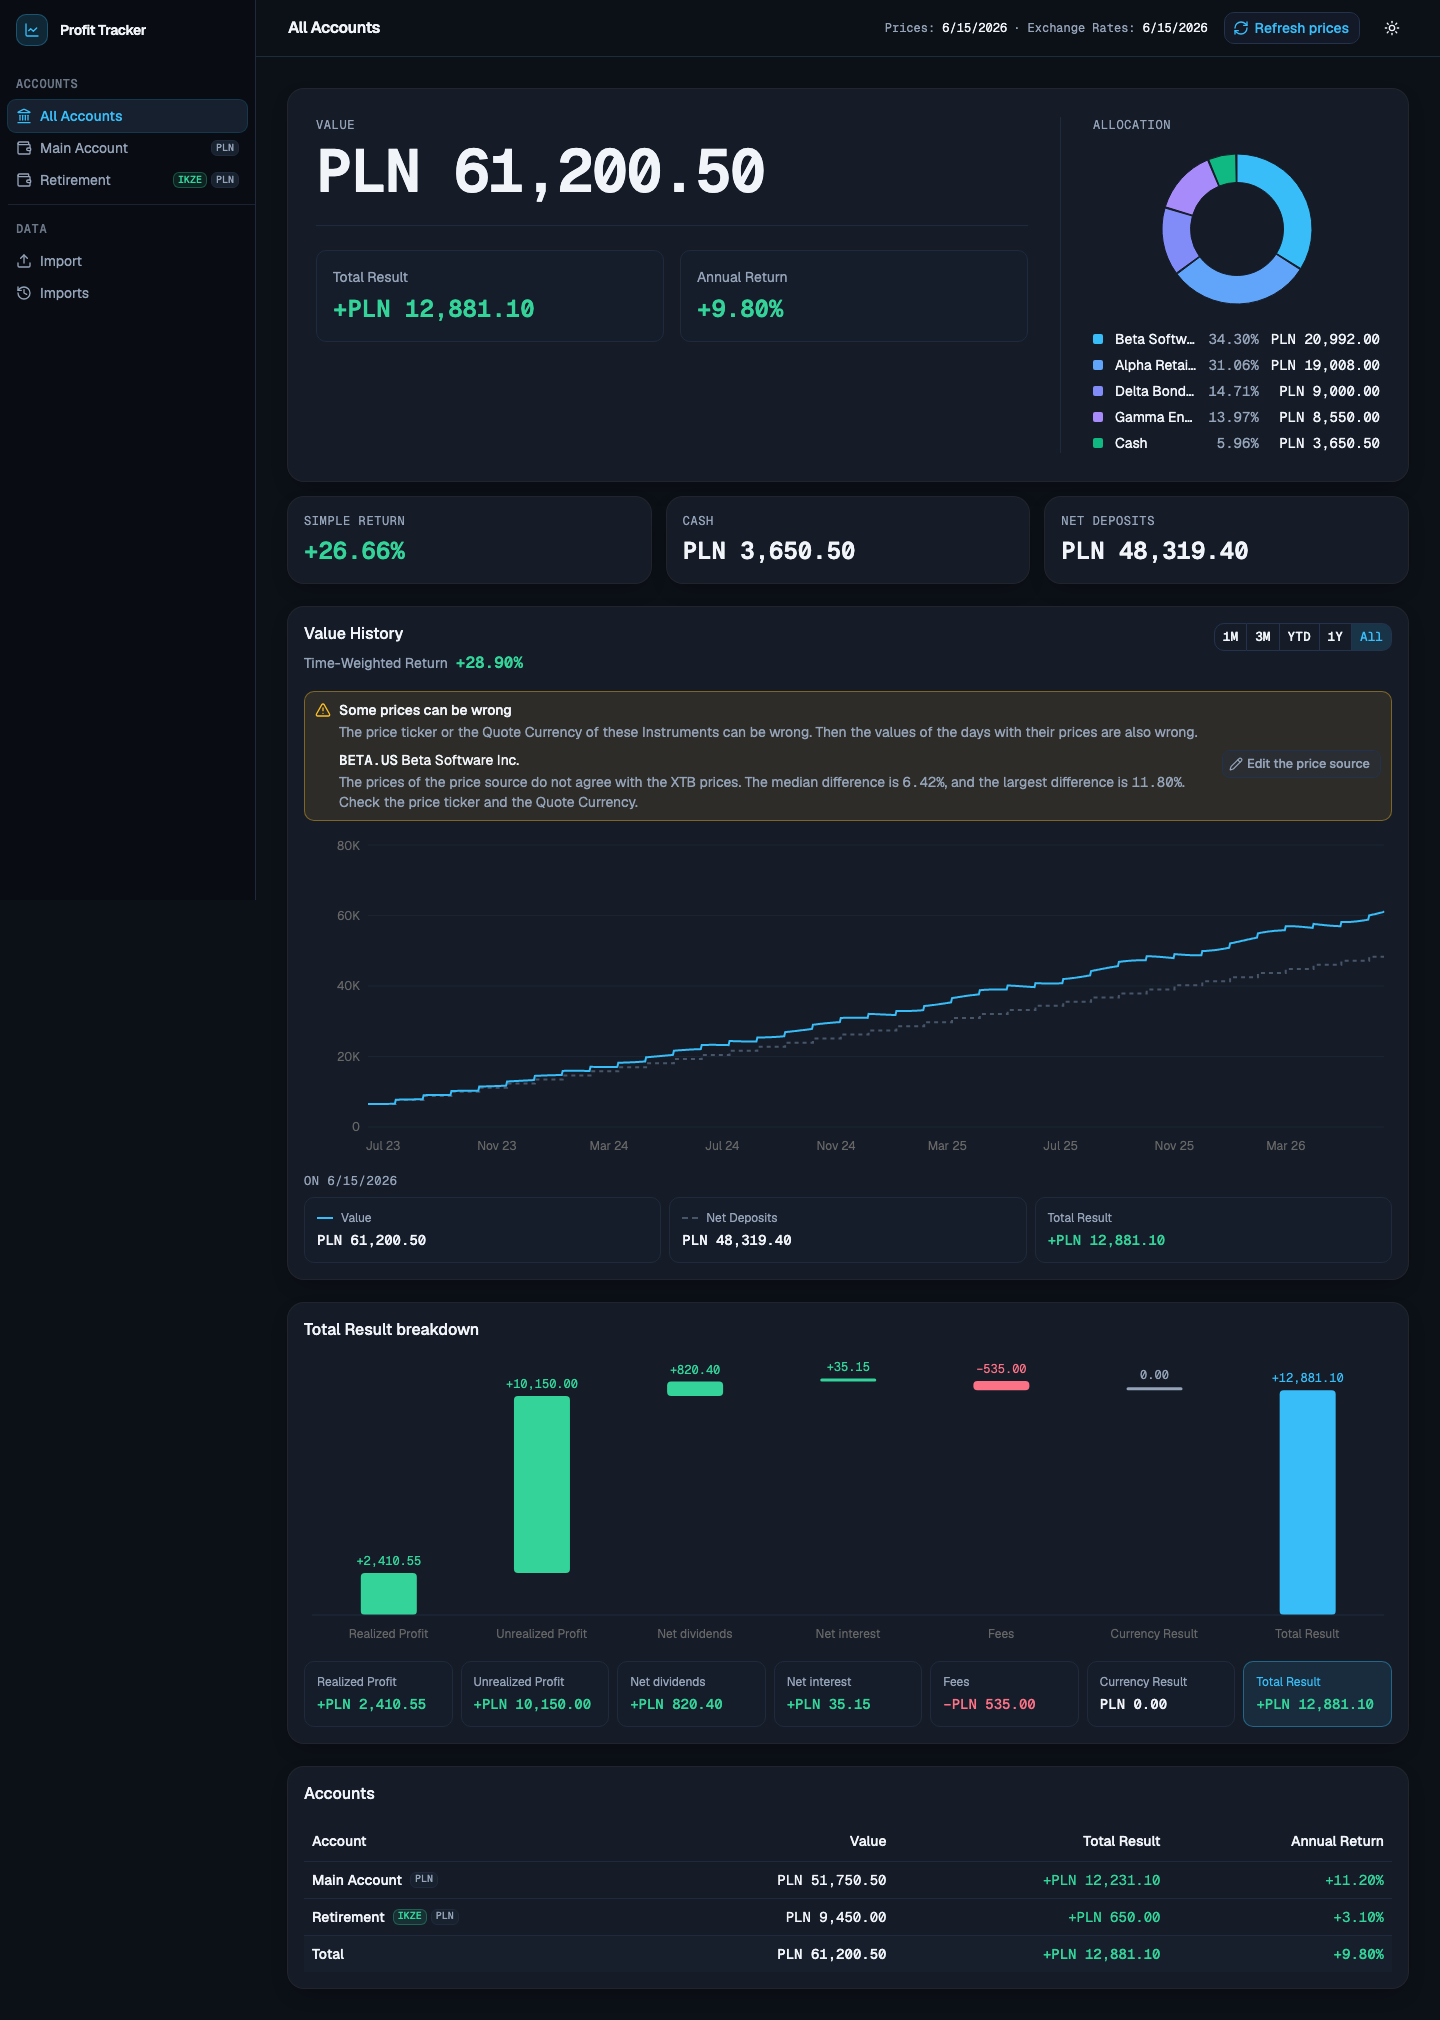 Profit Tracker
ACCOUNTS
All Accounts
Main Account PLN
Retirement IKZE PLN
DATA
Import
Imports
All Accounts
Prices: 6/15/2026 · Exchange Rates: 6/15/2026
Refresh prices
VALUE
PLN 61,200.50
Total Result
+PLN 12,881.10
Annual Return
+9.80%
ALLOCATION
Beta Softw... 34.30% PLN 20,992.00
Alpha Retai... 31.06% PLN 19,008.00
Delta Bond... 14.71% PLN 9,000.00
Gamma En... 13.97% PLN 8,550.00
Cash 5.96% PLN 3,650.50
SIMPLE RETURN
+26.66%
CASH
PLN 3,650.50
NET DEPOSITS
PLN 48,319.40
Value History
1M 3M YTD 1Y All
Time-Weighted Return +28.90%
Some prices can be wrong
The price ticker or the Quote Currency of these Instruments can be wrong. Then the values of the days with their prices are also wrong.
BETA.US Beta Software Inc.
The prices of the price source do not agree with the XTB prices. The median difference is 6.42%, and the largest difference is 11.80%.
Check the price ticker and the Quote Currency.
Edit the price source
80K
60K
40K
20K
0
Jul 23 Nov 23 Mar 24 Jul 24 Nov 24 Mar 25 Jul 25 Nov 25 Mar 26
ON 6/15/2026
Value
PLN 61,200.50
Net Deposits
PLN 48,319.40
Total Result
+PLN 12,881.10
Total Result breakdown
+2,410.55
+10,150.00
+820.40
+35.15
−535.00
0.00
+12,881.10
Realized Profit Unrealized Profit Net dividends Net interest Fees Currency Result Total Result
Realized Profit
+PLN 2,410.55
Unrealized Profit
+PLN 10,150.00
Net dividends
+PLN 820.40
Net interest
+PLN 35.15
Fees
−PLN 535.00
Currency Result
PLN 0.00
Total Result
+PLN 12,881.10
Accounts
Account Value Total Result Annual Return
Main Account PLN PLN 51,750.50 +PLN 12,231.10 +11.20%
Retirement IKZE PLN PLN 9,450.00 +PLN 650.00 +3.10%
Total PLN 61,200.50 +PLN 12,881.10 +9.80%